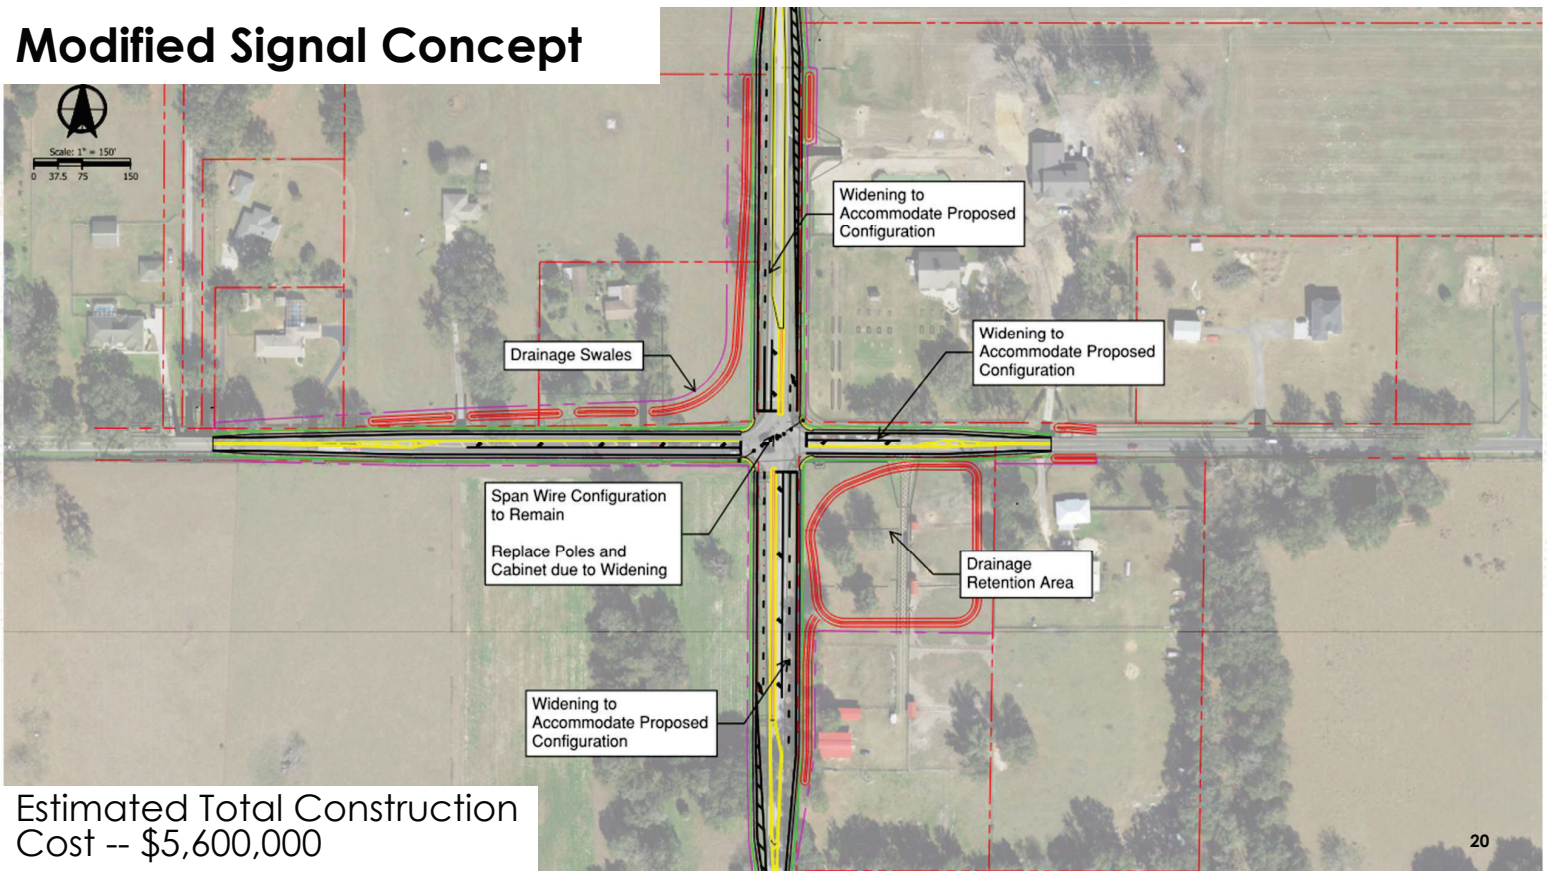 Modified Signal Concept
Scale: 1" = 150'
0 37.5 75 150
Widening to
Accommodate Proposed
Configuration
Widening to
Accommodate Proposed
Configuration
Drainage Swales
Span Wire Configuration
to Remain
Replace Poles and
Cabinet due to Widening
Drainage
Retention Area
Widening to
Accommodate Proposed
Configuration
Estimated Total Construction
Cost -- $5,600,000
20